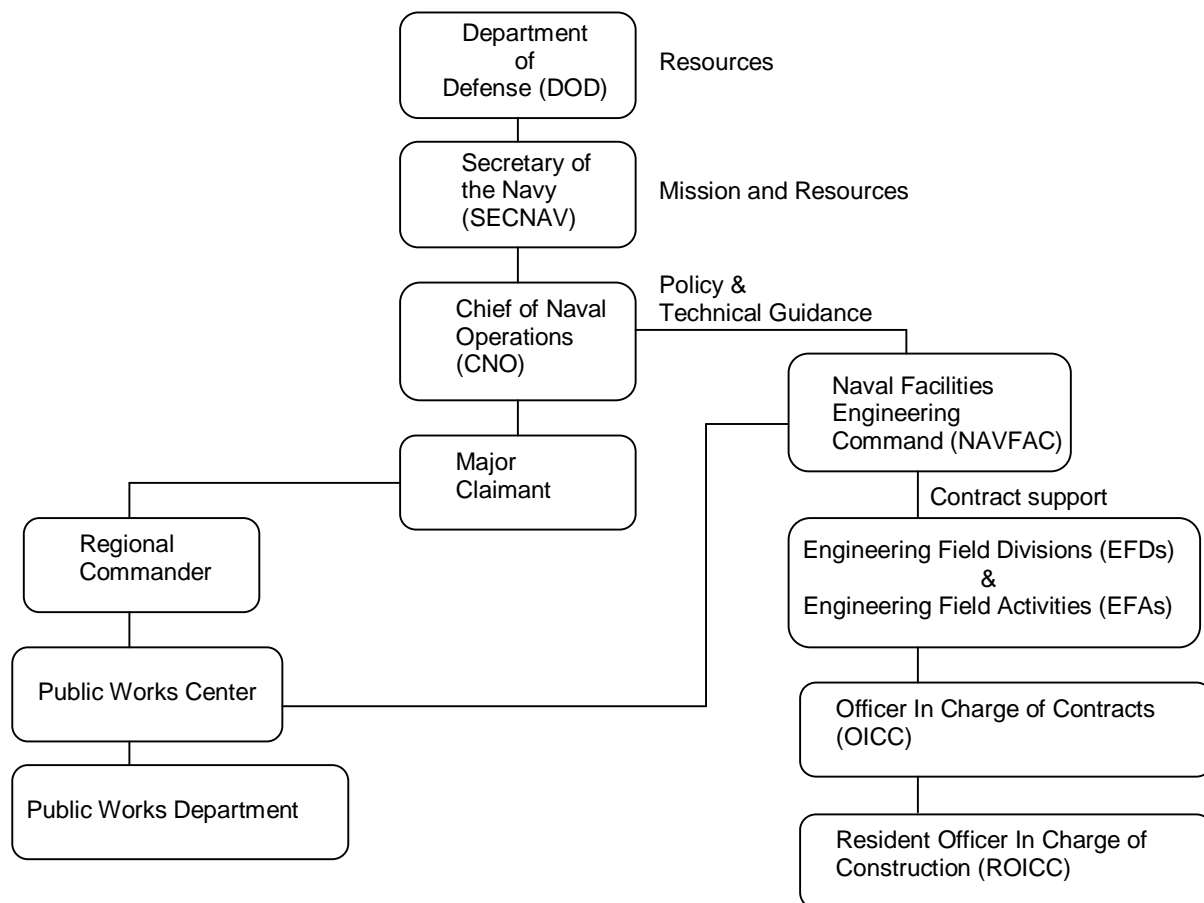 Department
of
Defense (DOD)
Resources
Secretary of
the Navy
(SECNAV)
Mission and Resources
Chief of Naval
Operations
(CNO)
Policy &
Technical Guidance
Naval Facilities
Engineering
Command (NAVFAC)
Major
Claimant
Contract support
Regional
Commander
Engineering Field Divisions (EFDs)
&
Engineering Field Activities (EFAs)
Public Works Center
Officer In Charge of Contracts
(OICC)
Public Works Department
Resident Officer In Charge of
Construction (ROICC)